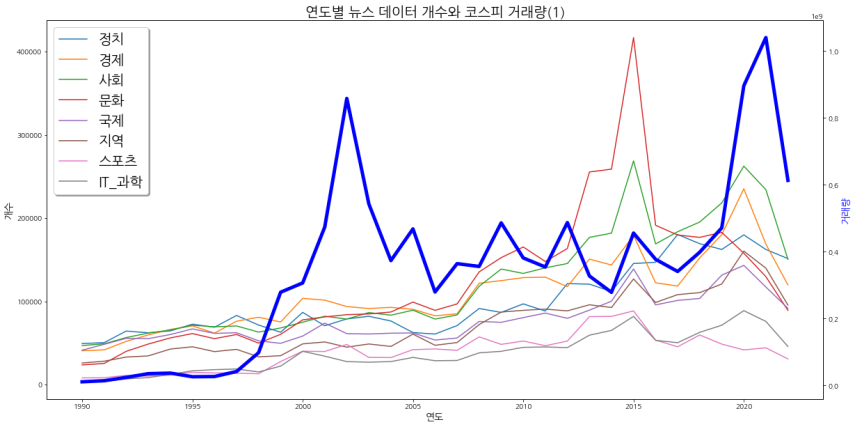 연도별 뉴스 데이터 개수와 코스피 거래량(1)
1e9
정치
경제
사회
문화
국제
지역
스포츠
IT_과학
400000
300000
200000
100000
0
개수
1.0
0.8
0.6
0.4
0.2
0.0
거래량
1990 1995 2000 2005 2010 2015 2020
연도